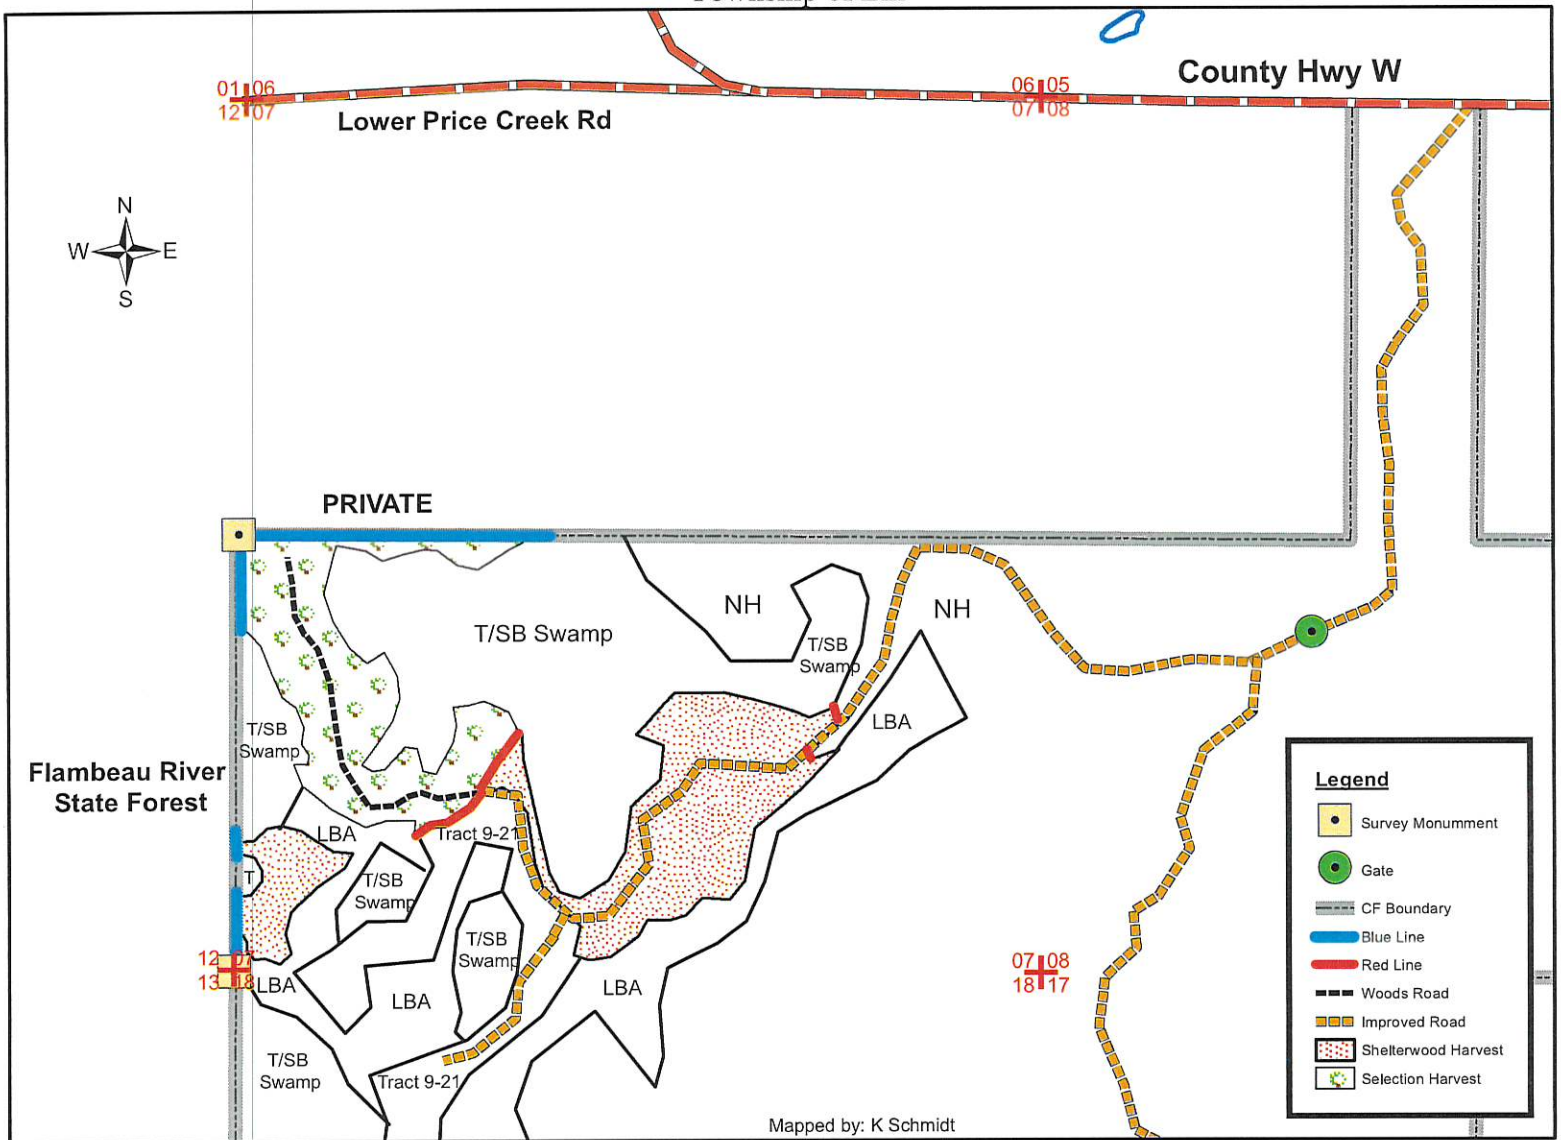 County Hwy W
01 06
12 07
06 05
07 08
Lower Price Creek Rd
N
W E
S
PRIVATE
NH
NH
T/SB Swamp
T/SB
Swamp
LBA
T/SB
Swamp
Flambeau River
State Forest
LBA
Tract 9-21
T
T/SB
Swamp
T/SB
Swamp
12 07
13 18
LBA
LBA
LBA
07 08
18 17
T/SB
Swamp
Tract 9-21
Mapped by: K Schmidt
Legend
Survey Monumment
Gate
CF Boundary
Blue Line
Red Line
Woods Road
Improved Road
Shelterwood Harvest
Selection Harvest